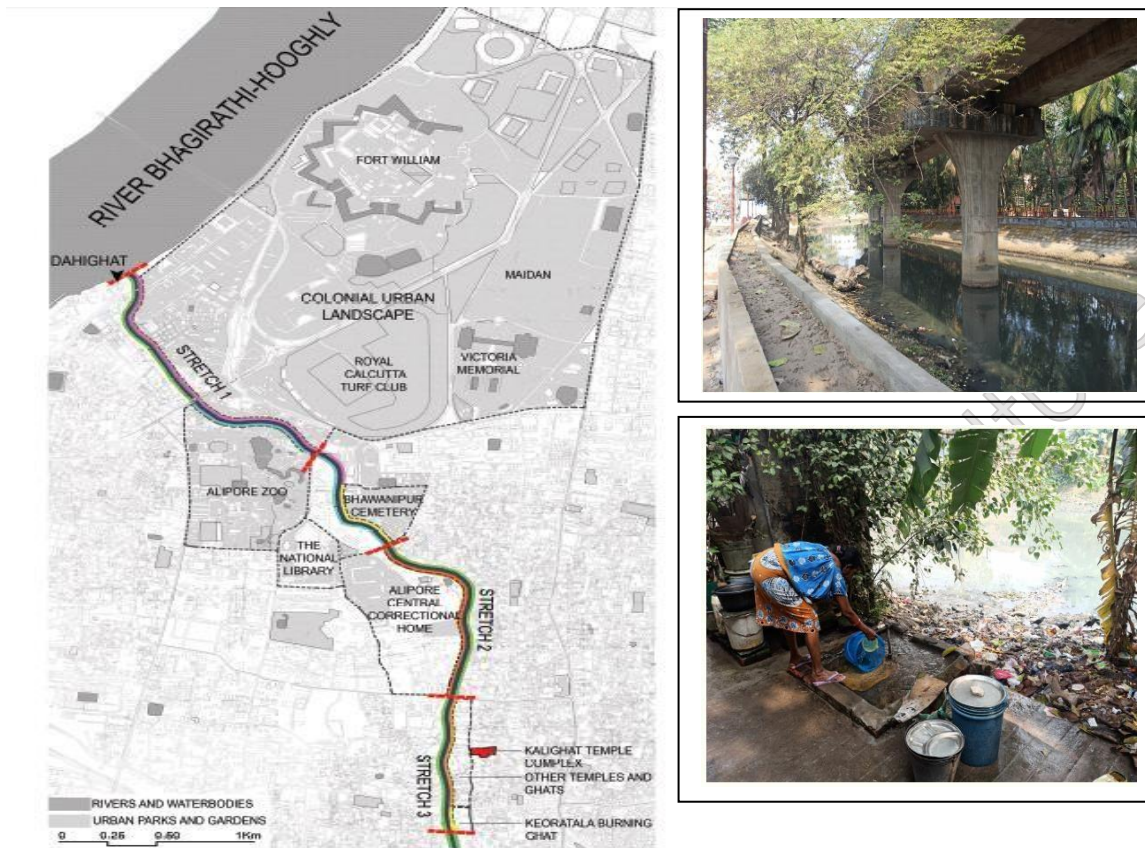 RIVER BHAGIRATHI-HOOGHLY
FORT WILLIAM
DAHIGHAT
MAIDAN
COLONIAL URBAN
LANDSCAPE
STRETCH 1
ROYAL
CALCUTTA
TURF CLUB
VICTORIA
MEMORIAL
ALIPORE ZOO
BHAWANIPUR
CEMETERY
THE
NATIONAL
LIBRARY
ALIPORE
CENTRAL
CORRECTIONAL
HOME
STRETCH 2
STRETCH 3
KALIGHAT TEMPLE
COMPLEX
OTHER TEMPLES AND
GHATS
KEORATALA BURNING
GHAT
RIVERS AND WATERBODIES
URBAN PARKS AND GARDENS
0 0.25 0.50 1Km